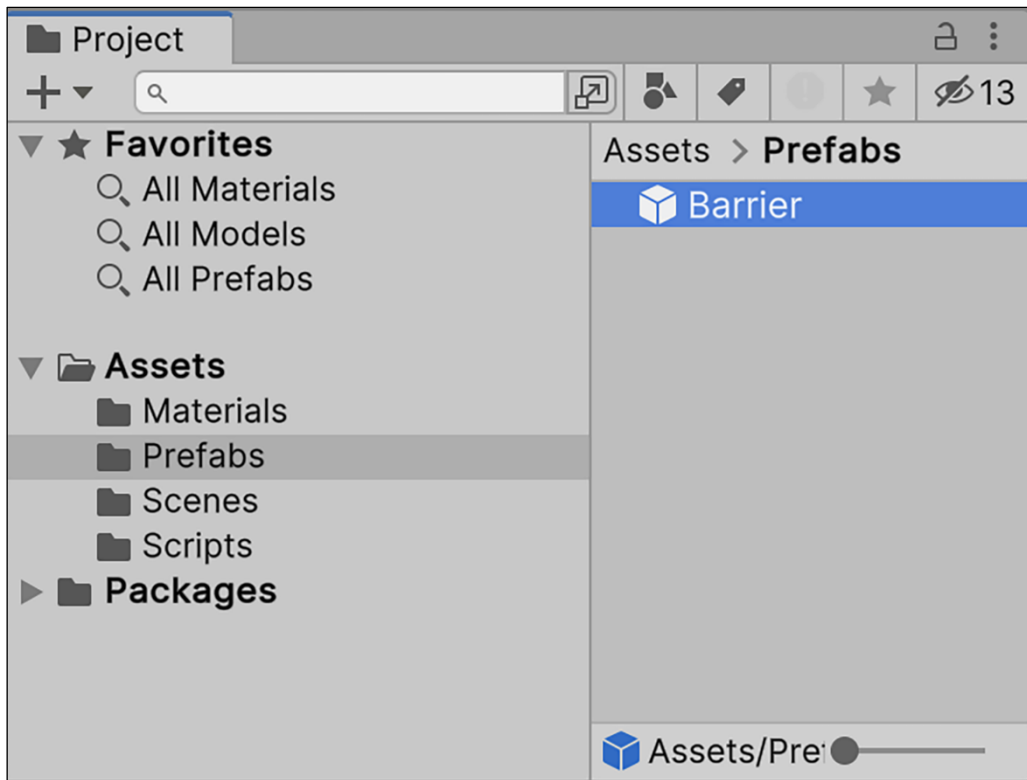 Project
13
Favorites
All Materials
All Models
All Prefabs
Assets
Materials
Prefabs
Scenes
Scripts
Packages
Assets > Prefabs
Barrier
Assets/Pref